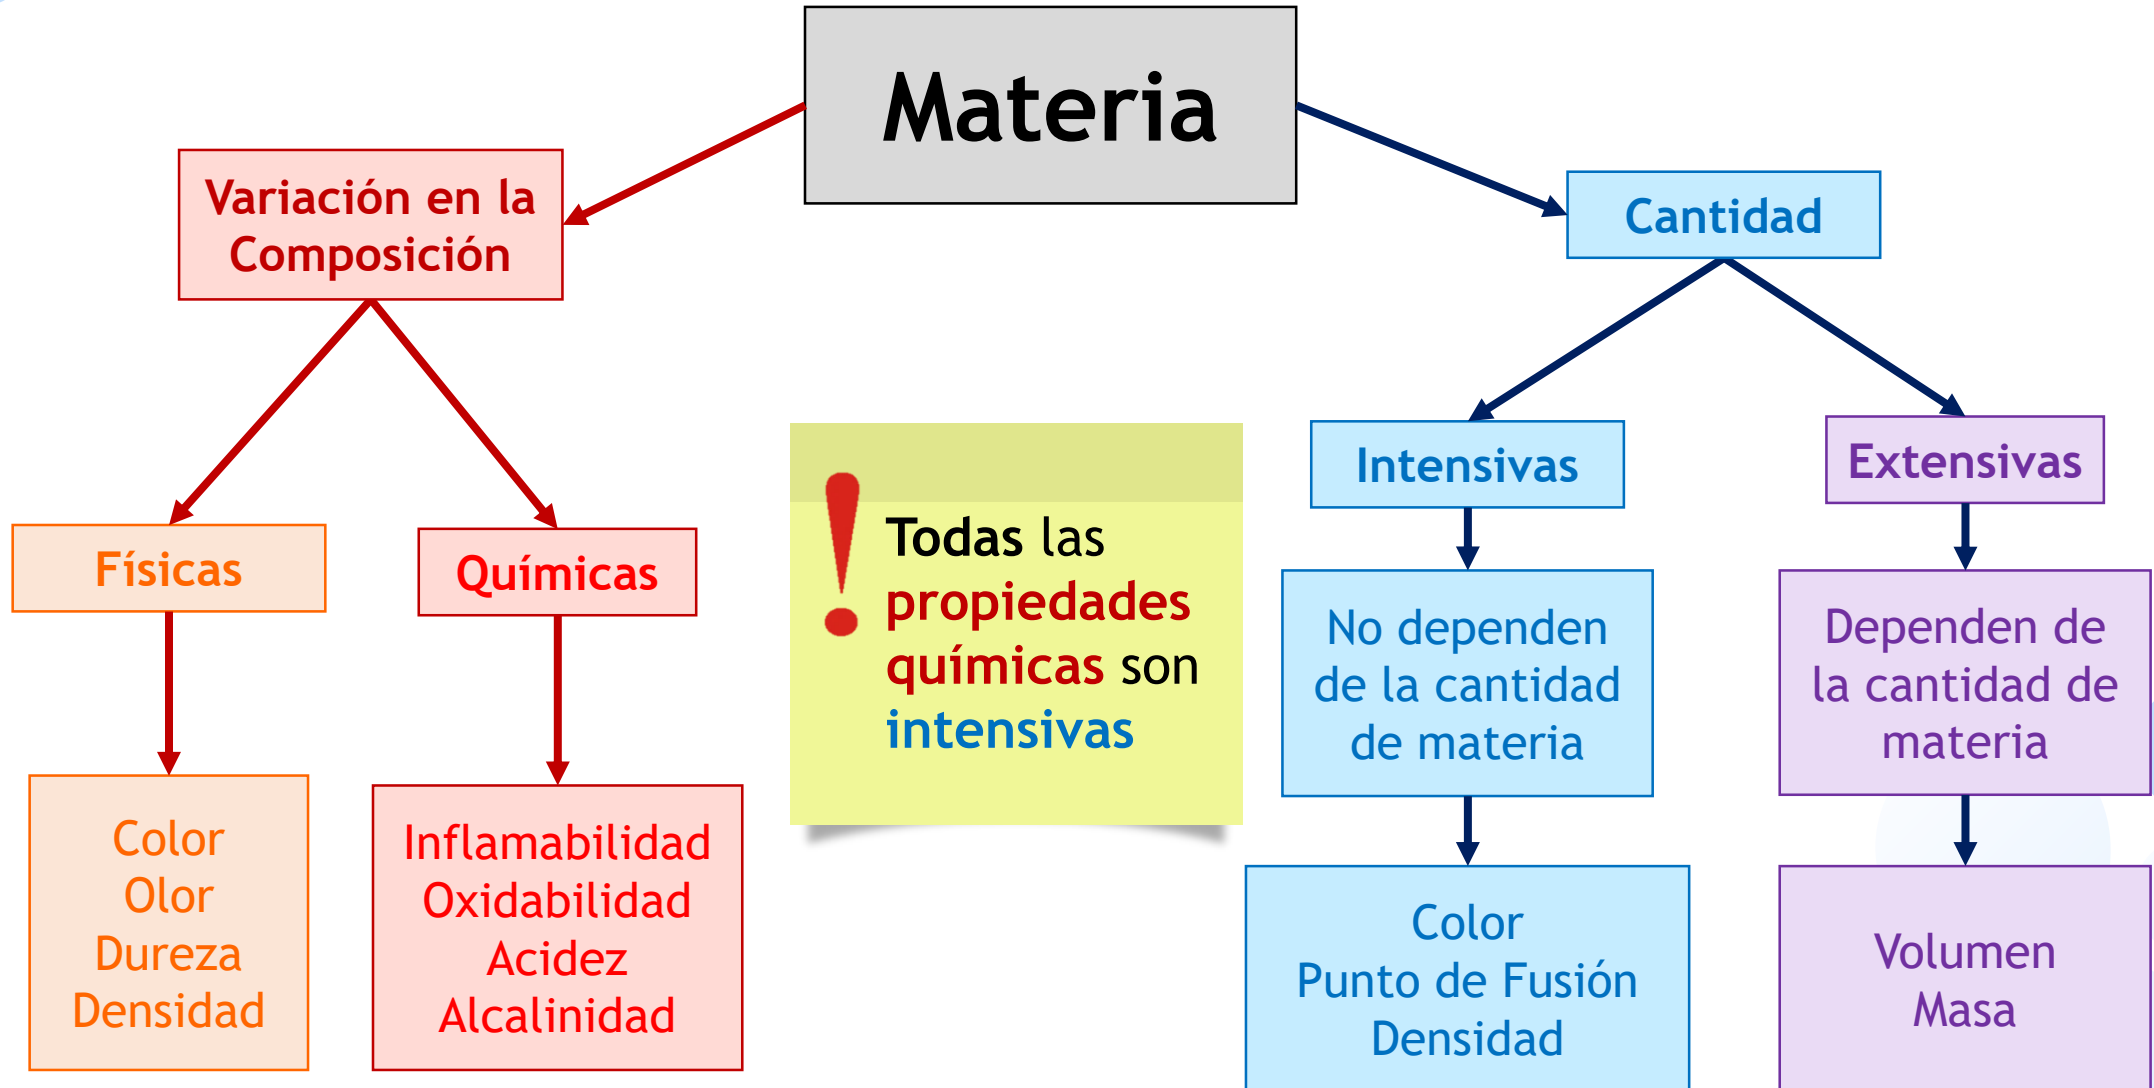 Materia
Variación en la
Composición
Cantidad
Físicas
Químicas
Intensivas
Extensivas
Color
Olor
Dureza
Densidad
Inflamabilidad
Oxidabilidad
Acidez
Alcalinidad
Todas las
propiedades
químicas son
intensivas
No dependen
de la cantidad
de materia
Dependen de
la cantidad de
materia
Color
Punto de Fusión
Densidad
Volumen
Masa